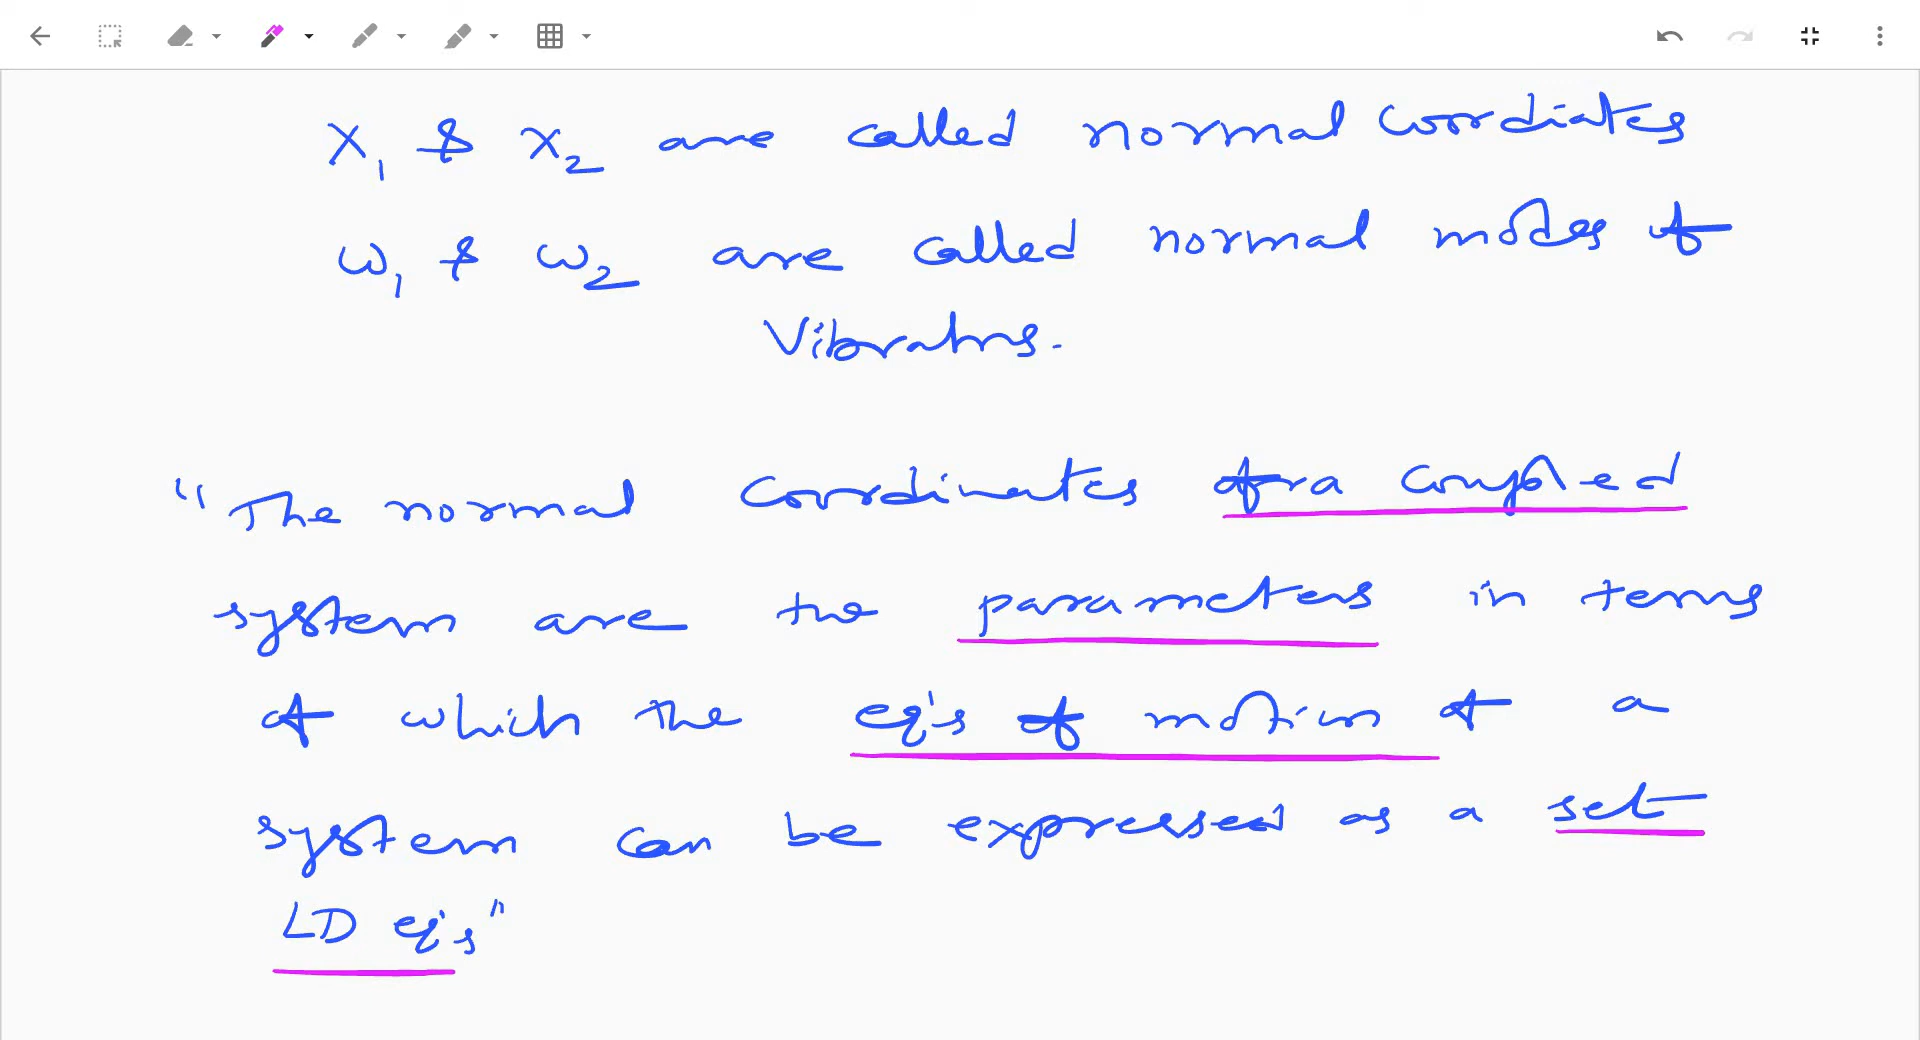 X₁ & X₂ are called normal coordiates
ω₁ & ω₂ are called normal modes of
Vibrations.
"The normal coordinates of a coupled
system are the parameters in terms
of which the eq's of motion of a
system can be expressed as a set
LD eq's"